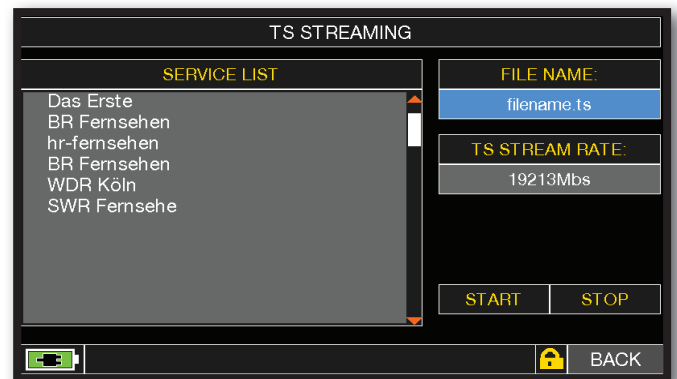 TS STREAMING
SERVICE LIST
Das Erste
BR Fernsehen
hr-fernsehen
BR Fernsehen
WDR Köln
SWR Fernsehe
FILE NAME:
filename.ts
TS STREAM RATE:
19213Mbs
START
STOP
BACK